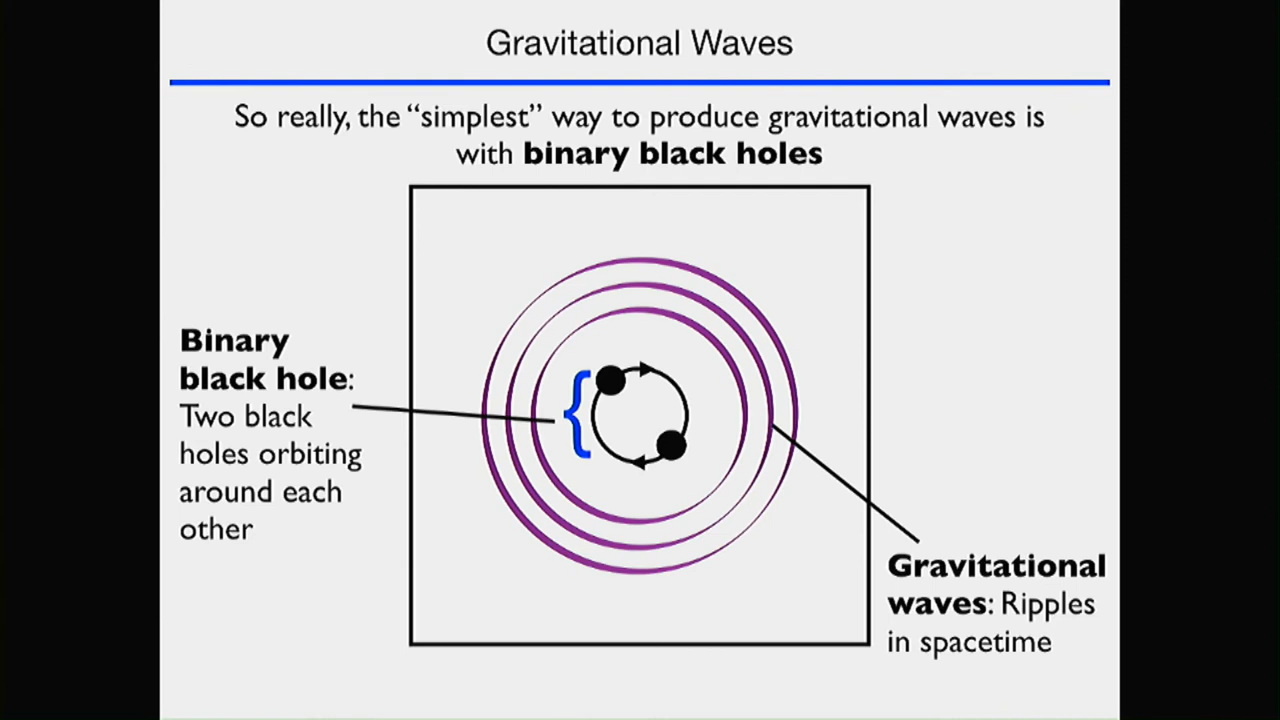 Gravitational Waves
So really, the “simplest” way to produce gravitational waves is
with binary black holes
Binary
black hole:
Two black
holes orbiting
around each
other
Gravitational
waves: Ripples
in spacetime